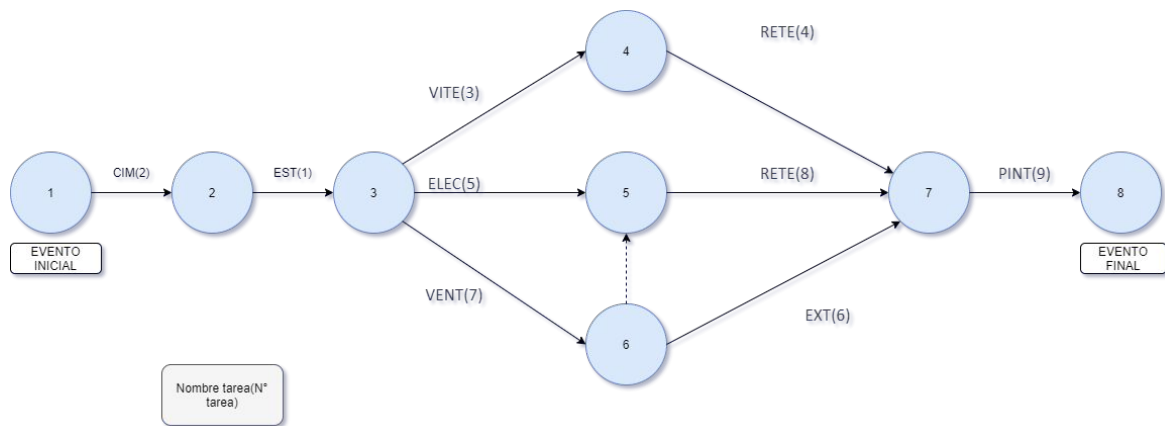 4
RETE(4)
VITE(3)
1
CIM(2)
2
EST(1)
3
ELEC(5)
5
RETE(8)
7
PINT(9)
8
EVENTO
INICIAL
EVENTO
FINAL
VENT(7)
6
EXT(6)
Nombre tarea(N°
tarea)